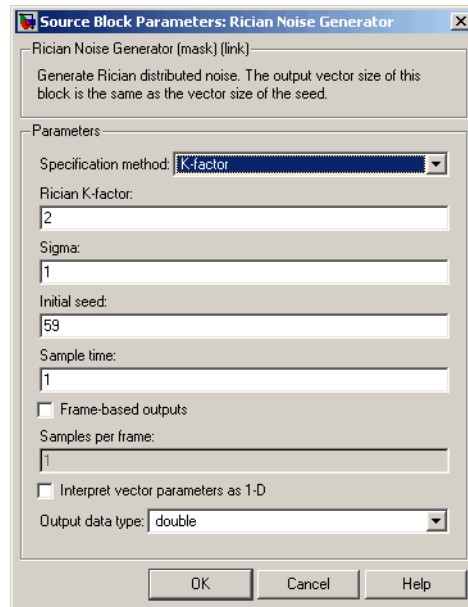 Source Block Parameters: Rician Noise Generator
Rician Noise Generator (mask) (link)
Generate Rician distributed noise. The output vector size of this
block is the same as the vector size of the seed.
Parameters
Specification method: K-factor
Rician K-factor:
2
Sigma:
1
Initial seed:
59
Sample time:
1
Frame-based outputs
Samples per frame:
1
Interpret vector parameters as 1-D
Output data type: double
OK Cancel Help